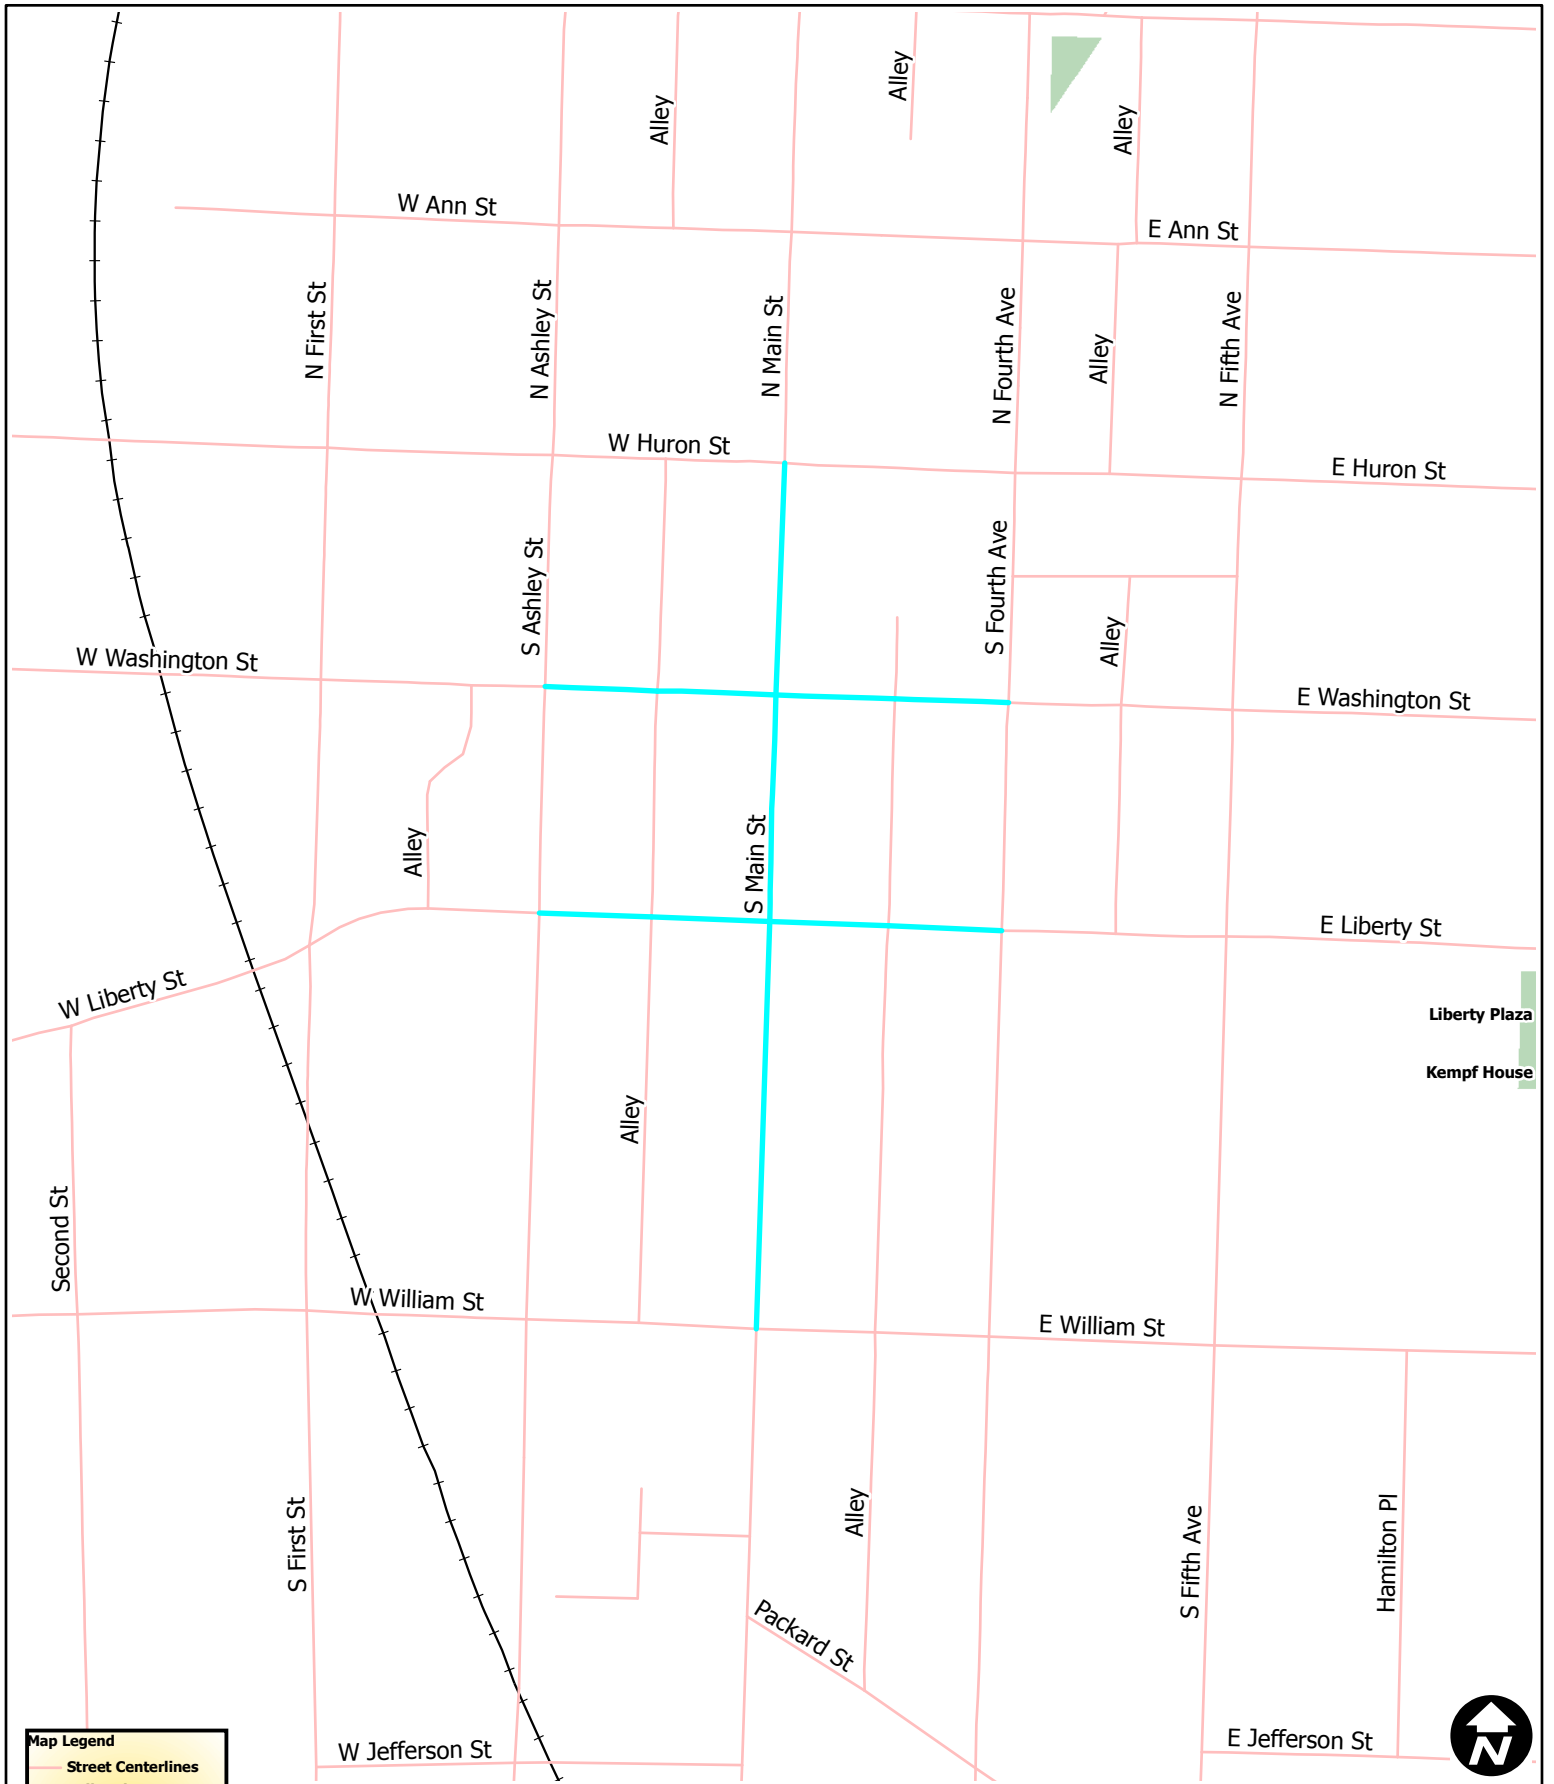 Alley
Alley
Alley
W Ann St
E Ann St
N First St
N Ashley St
N Main St
N Fourth Ave
Alley
N Fifth Ave
W Huron St
E Huron St
S Ashley St
S Fourth Ave
Alley
W Washington St
E Washington St
Alley
S Main St
E Liberty St
W Liberty St
Liberty Plaza
Kempf House
Alley
Second St
W William St
E William St
S First St
Alley
S Fifth Ave
Hamilton Pl
Packard St
W Jefferson St
E Jefferson St
Map Legend
Street Centerlines
N